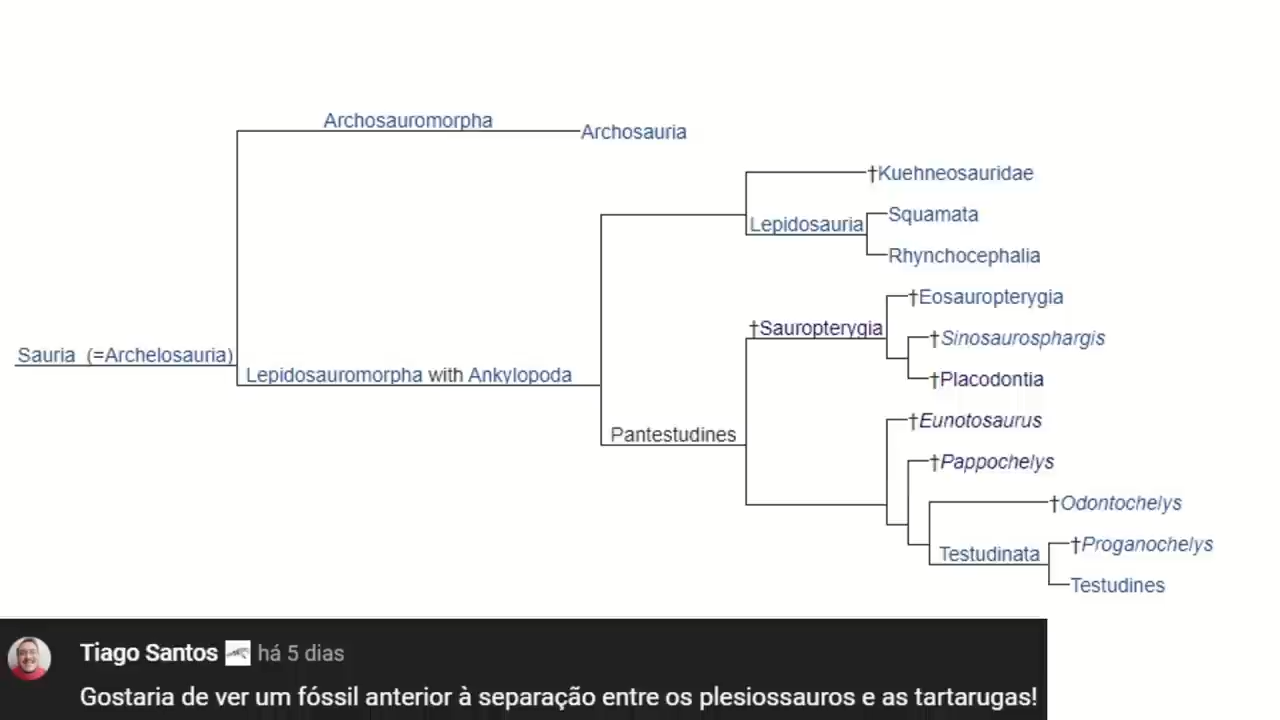 Archosauromorpha
Archosauria
†Kuehneosauridae
Lepidosauria
Squamata
Rhynchocephalia
†Eosauropterygia
†Sauropterygia
†Sinosaurosphargis
Sauria (=Archelosauria)
Lepidosauromorpha with Ankylopoda
†Placodontia
†Eunotosaurus
Pantestudines
†Pappochelys
†Odontochelys
†Proganochelys
Testudinata
Testudines
Tiago Santos há 5 dias
Gostaria de ver um fóssil anterior à separação entre os plesiossauros e as tartarugas!